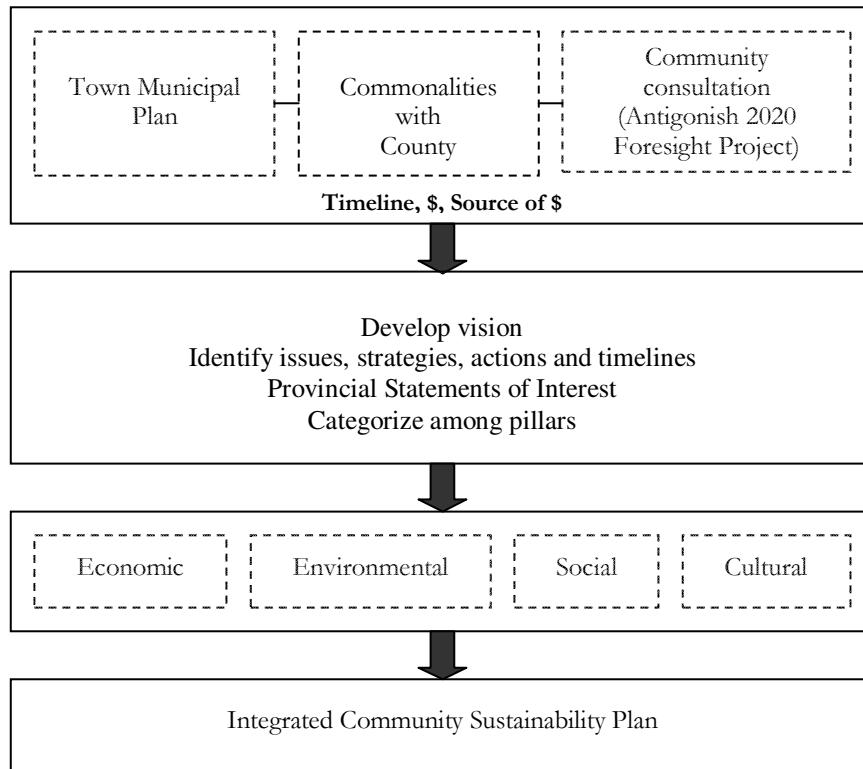 Town Municipal
Plan
Commonalities
with
County
Community
consultation
(Antigonish 2020
Foresight Project)
Timeline, $, Source of $
Develop vision
Identify issues, strategies, actions and timelines
Provincial Statements of Interest
Categorize among pillars
Economic
Environmental
Social
Cultural
Integrated Community Sustainability Plan